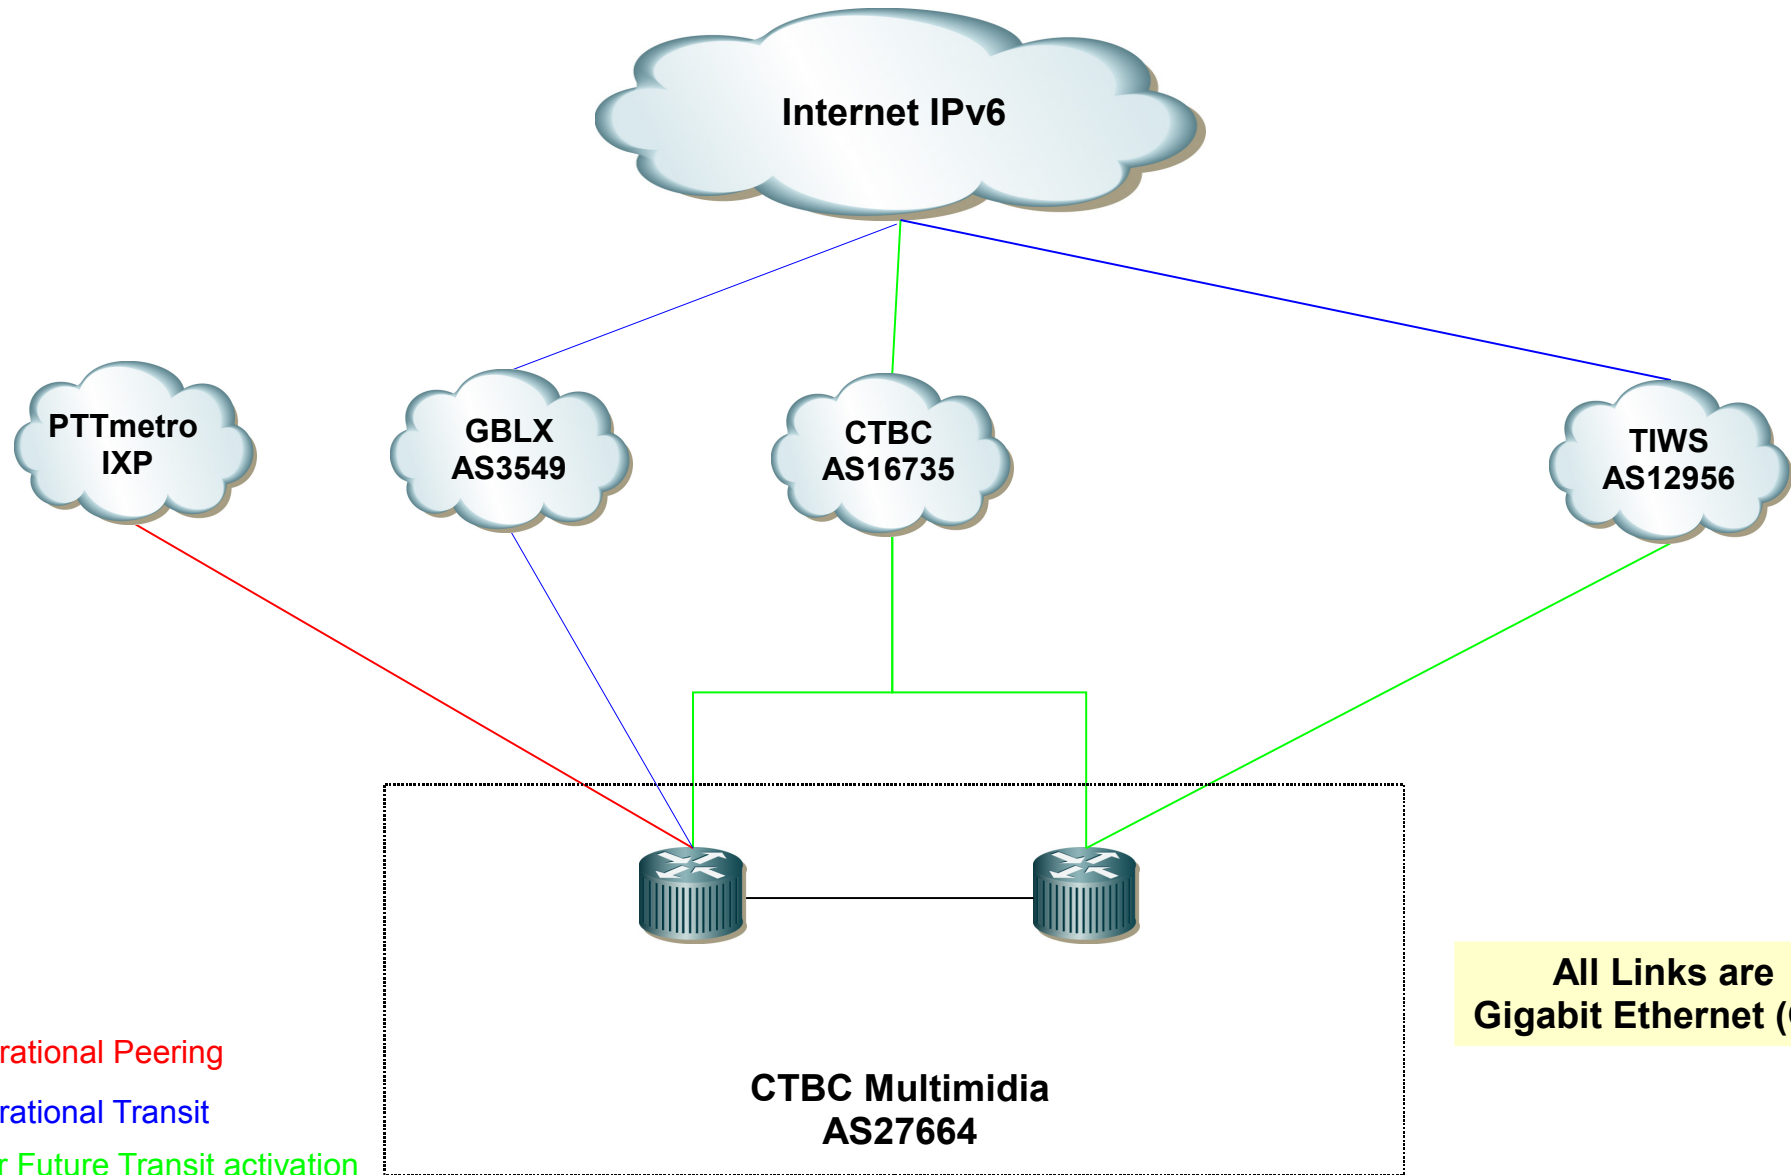 Internet IPv6
PTTmetro
IXP
GBLX
AS3549
CTBC
AS16735
TIWS
AS12956
All Links are
Gigabit Ethernet
rational Peering
CTBC Multimidia
AS27664
rational Transit
r Future Transit activation